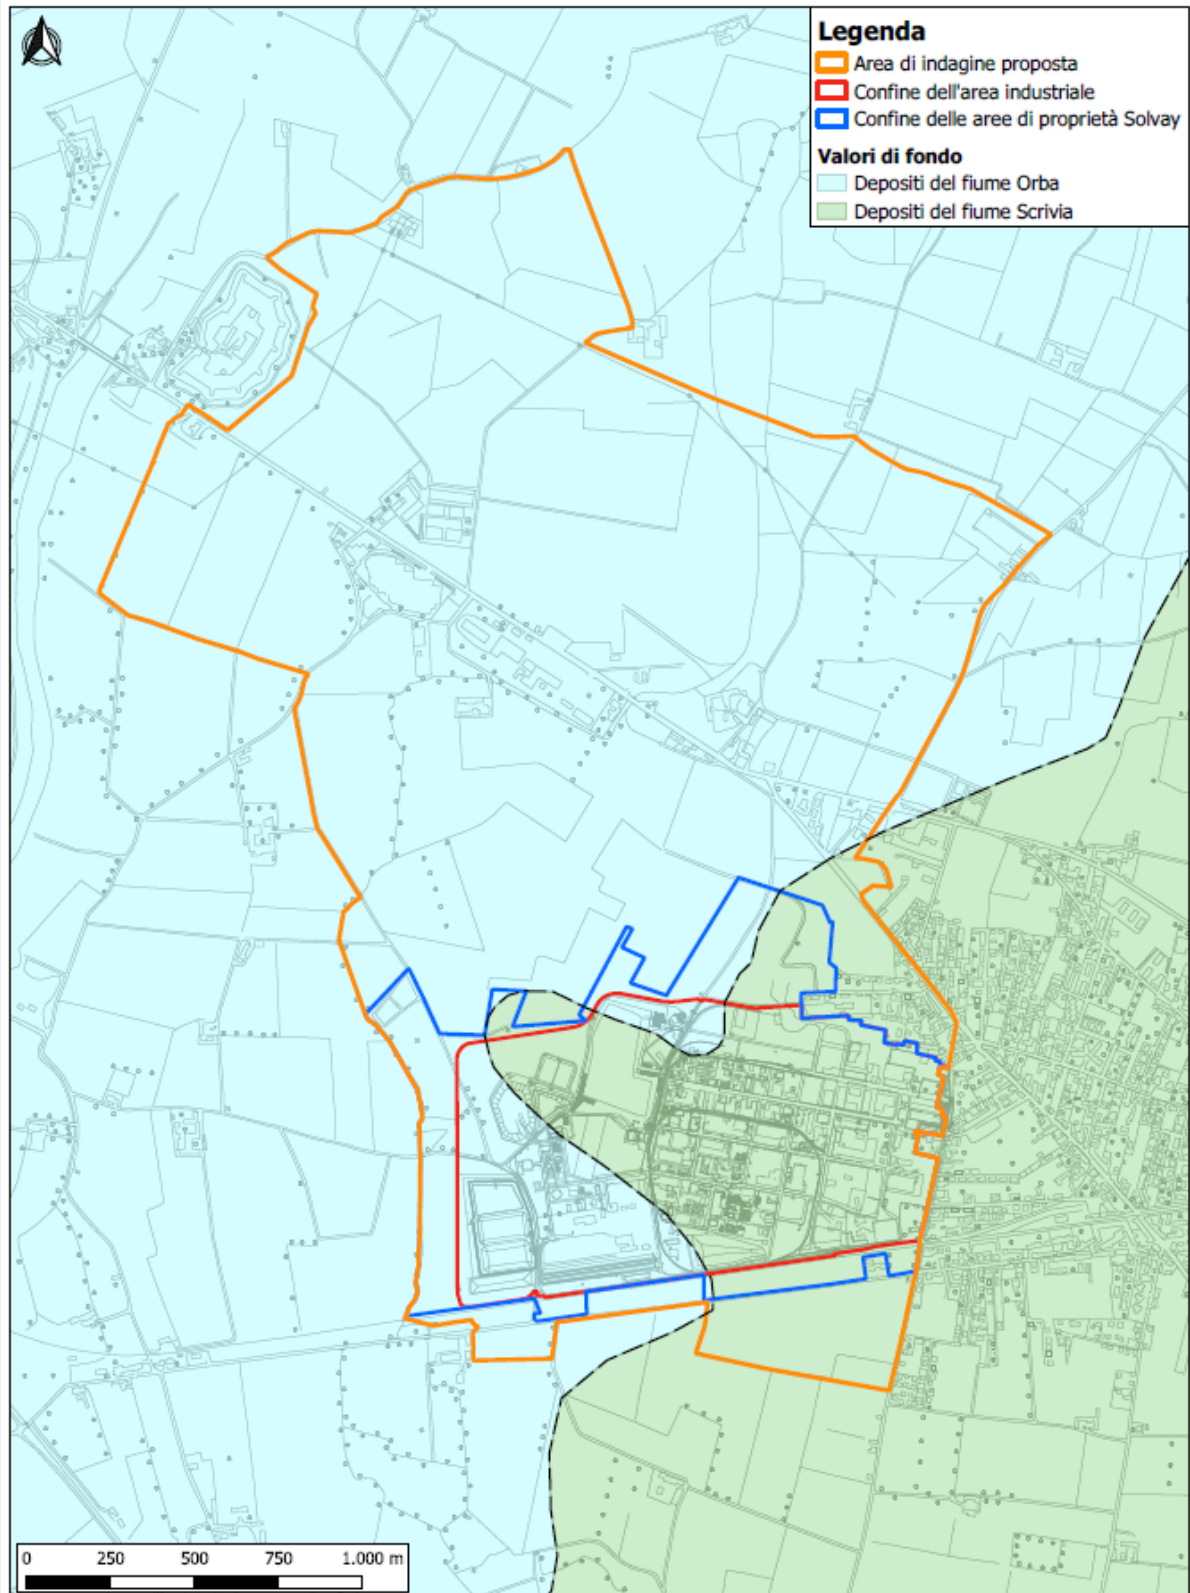 Legenda
Area di indagine proposta
Confine dell'area industriale
Confine delle aree di proprietà Solvay
Valori di fondo
Depositi del fiume Orba
Depositi del fiume Scrivia
0 250 500 750 1.000 m